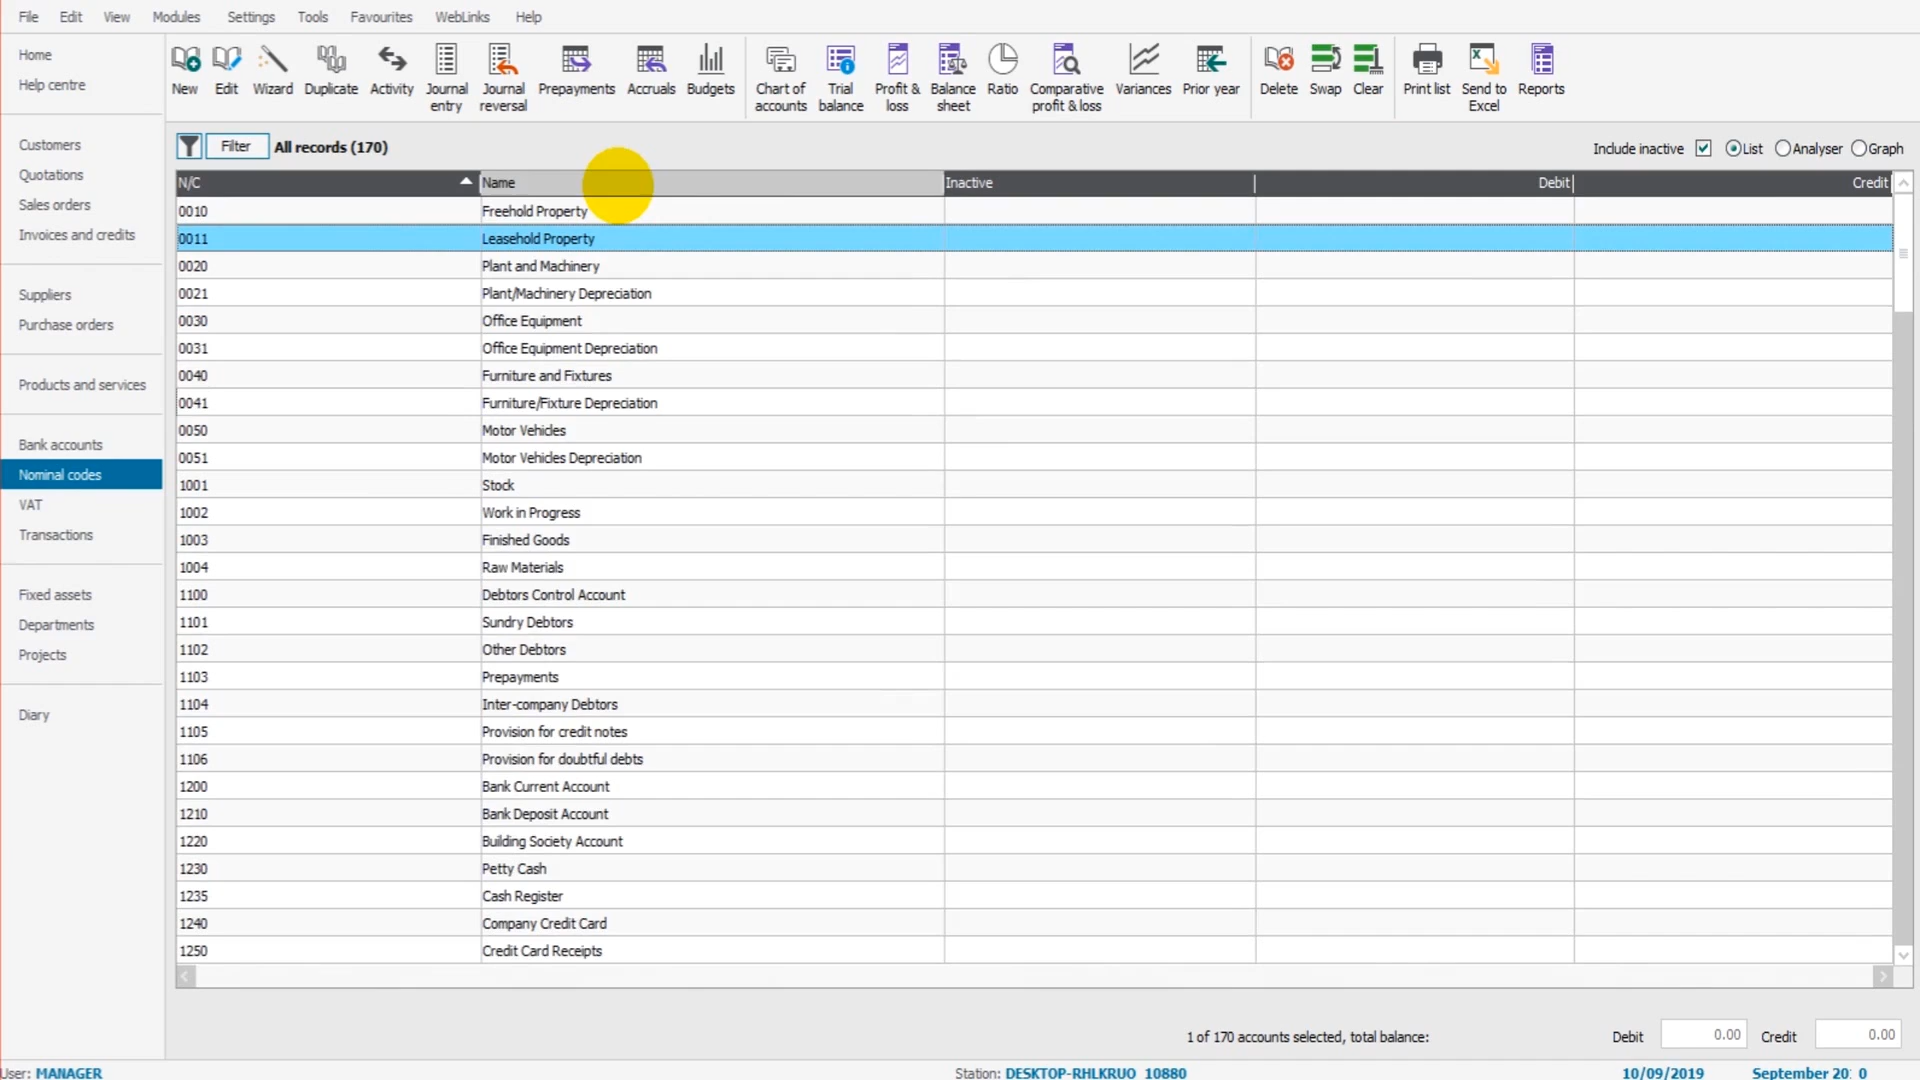 File Edit View Modules Settings Tools Favourites WebLinks Help
Home
Help centre
Customers
Quotations
Sales orders
Invoices and credits
Suppliers
Purchase orders
Products and services
Bank accounts
Nominal codes
VAT
Transactions
Fixed assets
Departments
Projects
Diary
New Edit Wizard Duplicate Activity Journal entry Journal reversal Prepayments Accruals Budgets Chart of accounts Trial balance Profit & loss Balance sheet Ratio Comparative profit & loss Variances Prior year Delete Swap Clear Print list Send to Excel Reports
Filter All records (170) Include inactive List Analyser Graph
N/C Name Inactive Debit Credit
0010 Freehold Property
0011 Leasehold Property
0020 Plant and Machinery
0021 Plant/Machinery Depreciation
0030 Office Equipment
0031 Office Equipment Depreciation
0040 Furniture and Fixtures
0041 Furniture/Fixture Depreciation
0050 Motor Vehicles
0051 Motor Vehicles Depreciation
1001 Stock
1002 Work in Progress
1003 Finished Goods
1004 Raw Materials
1100 Debtors Control Account
1101 Sundry Debtors
1102 Other Debtors
1103 Prepayments
1104 Inter-company Debtors
1105 Provision for credit notes
1106 Provision for doubtful debts
1200 Bank Current Account
1210 Bank Deposit Account
1220 Building Society Account
1230 Petty Cash
1235 Cash Register
1240 Company Credit Card
1250 Credit Card Receipts
1 of 170 accounts selected, total balance: Debit 0.00 Credit 0.00
User: MANAGER Station: DESKTOP-RHLKRUO_10880 10/09/2019 September